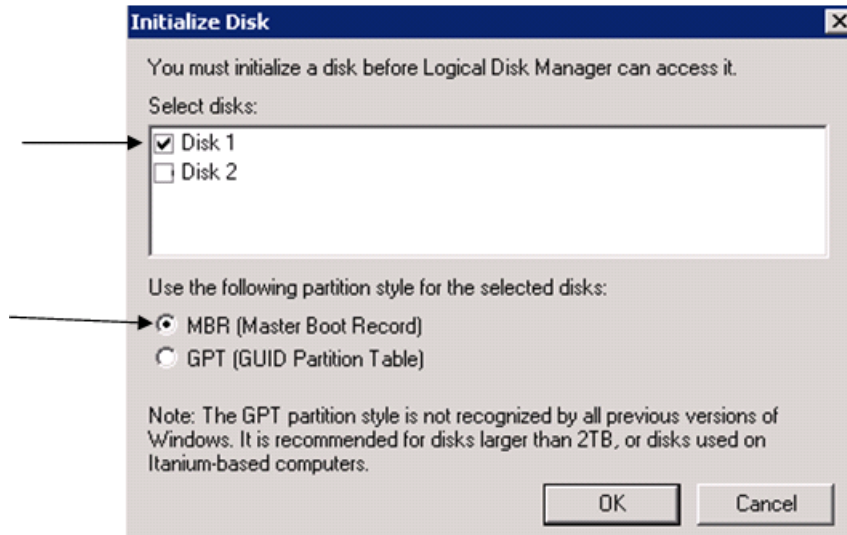 Initialize Disk
You must initialize a disk before Logical Disk Manager can access it.
Select disks:
Disk 1
Disk 2
Use the following partition style for the selected disks:
MBR (Master Boot Record)
GPT (GUID Partition Table)
Note: The GPT partition style is not recognized by all previous versions of
Windows. It is recommended for disks larger than 2TB, or disks used on
Itanium-based computers.
OK
Cancel